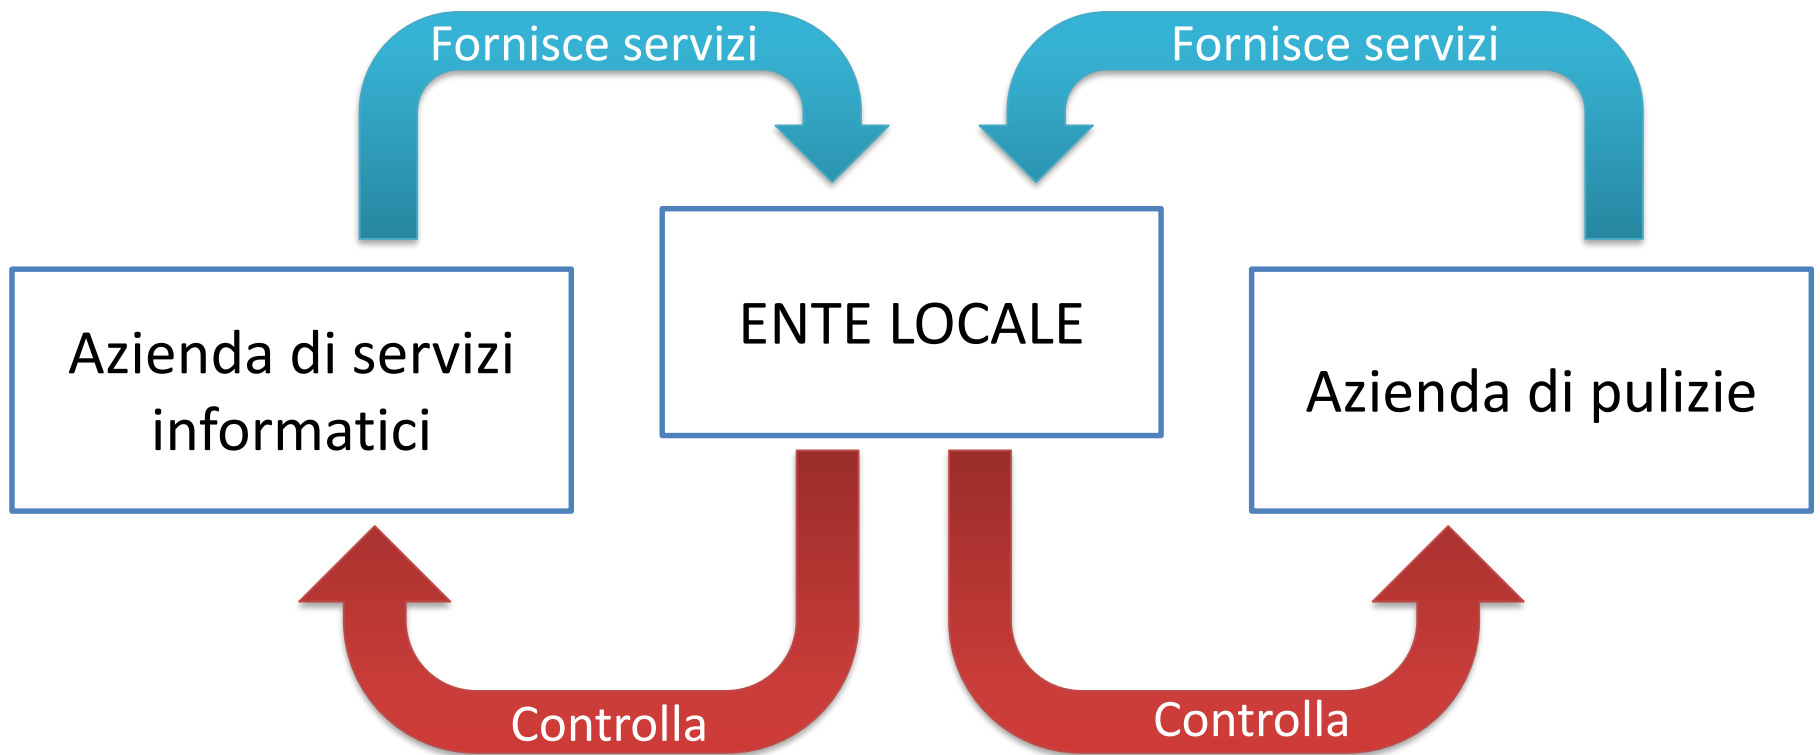 Fornisce servizi
Fornisce servizi
Azienda di servizi
informatici
ENTE LOCALE
Azienda di pulizie
Controlla
Controlla